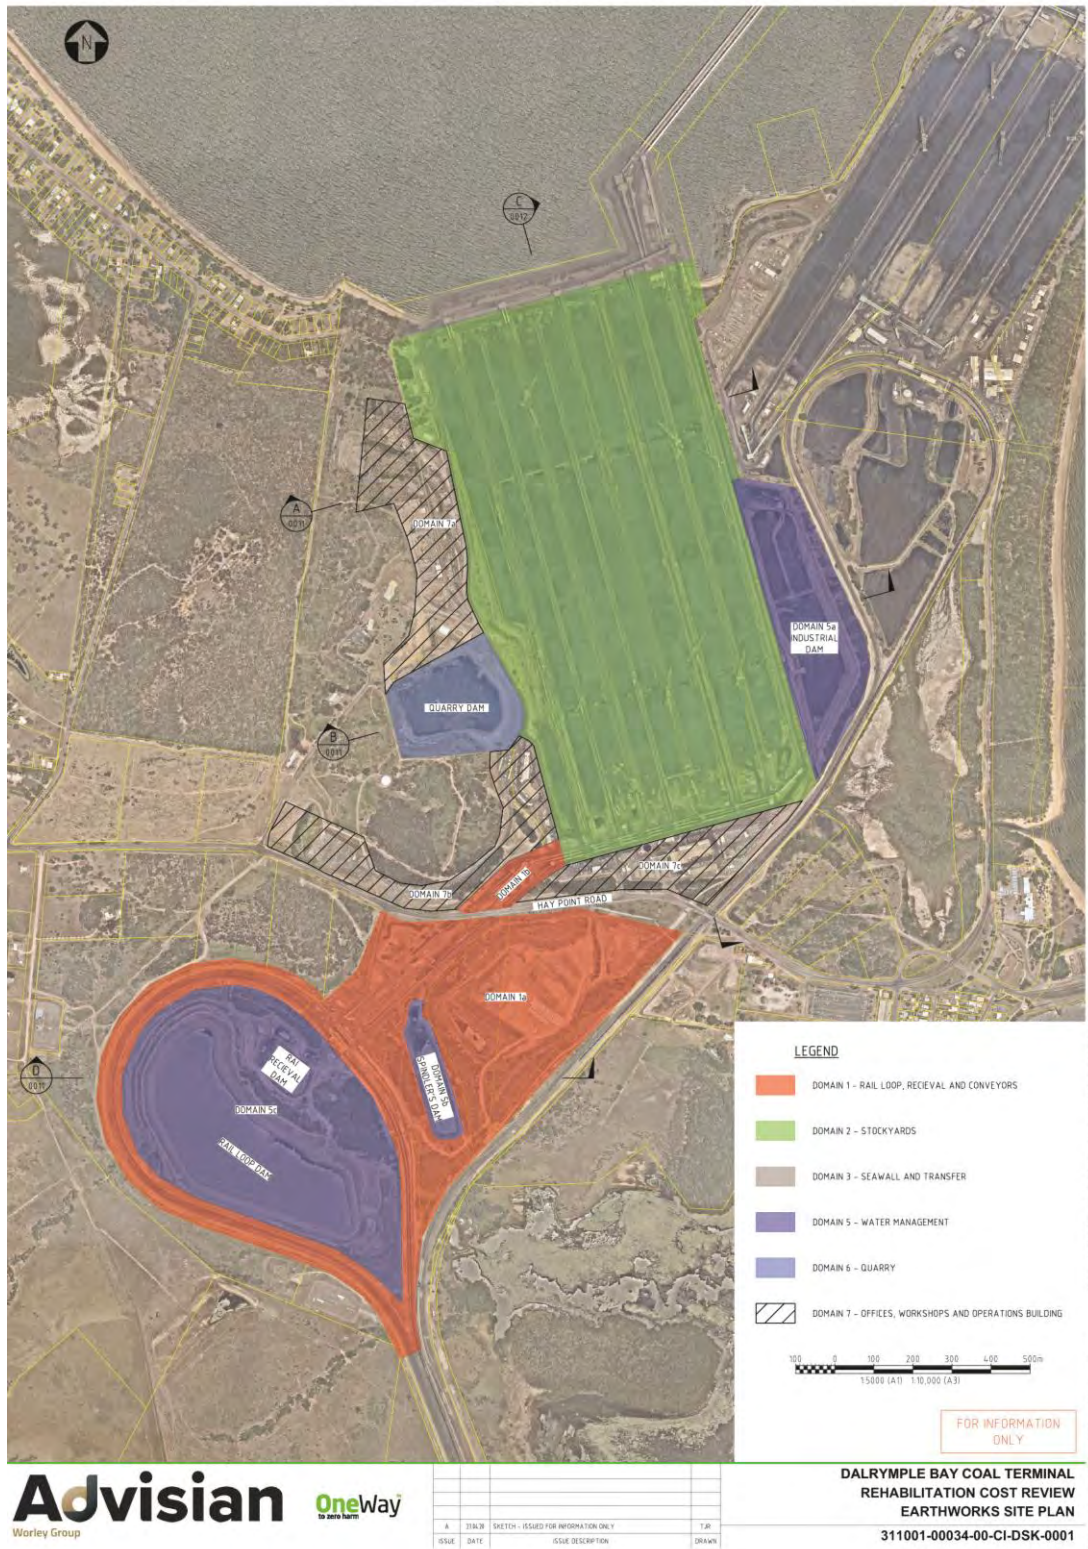 N
C
0012
A
0011
DOMAIN 7a
DOMAIN 5a
INDUSTRIAL
DAM
QUARRY DAM
B
0011
DOMAIN 7c
DOMAIN 1b
DOMAIN 7b
HAY POINT ROAD
DOMAIN 1a
RAI
RECIEVAL
DAM
DOMAIN 5b
SPINDLER'S DAM
D
DOMAIN 5c
RAIL LOOP DAM
LEGEND
DOMAIN 1 - RAIL LOOP, RECIEVAL AND CONVEYORS
DOMAIN 2 - STOCKYARDS
DOMAIN 3 - SEAWALL AND TRANSFER
DOMAIN 5 - WATER MANAGEMENT
DOMAIN 6 - QUARRY
DOMAIN 7 - OFFICES, WORKSHOPS AND OPERATIONS BUILDING
100 0 100 200 300 400 500m
1:5000 (A1) 1:10,000 (A3)
FOR INFORMATION
ONLY
Advisian
Worley Group
OneWay
to zero harm
A SKETCH - ISSUED FOR INFORMATION ONLY TJR
ISSUE DATE ISSUE DESCRIPTION DRAWN
DALRYMPLE BAY COAL TERMINAL
REHABILITATION COST REVIEW
EARTHWORKS SITE PLAN
311001-00034-00-CI-DSK-0001